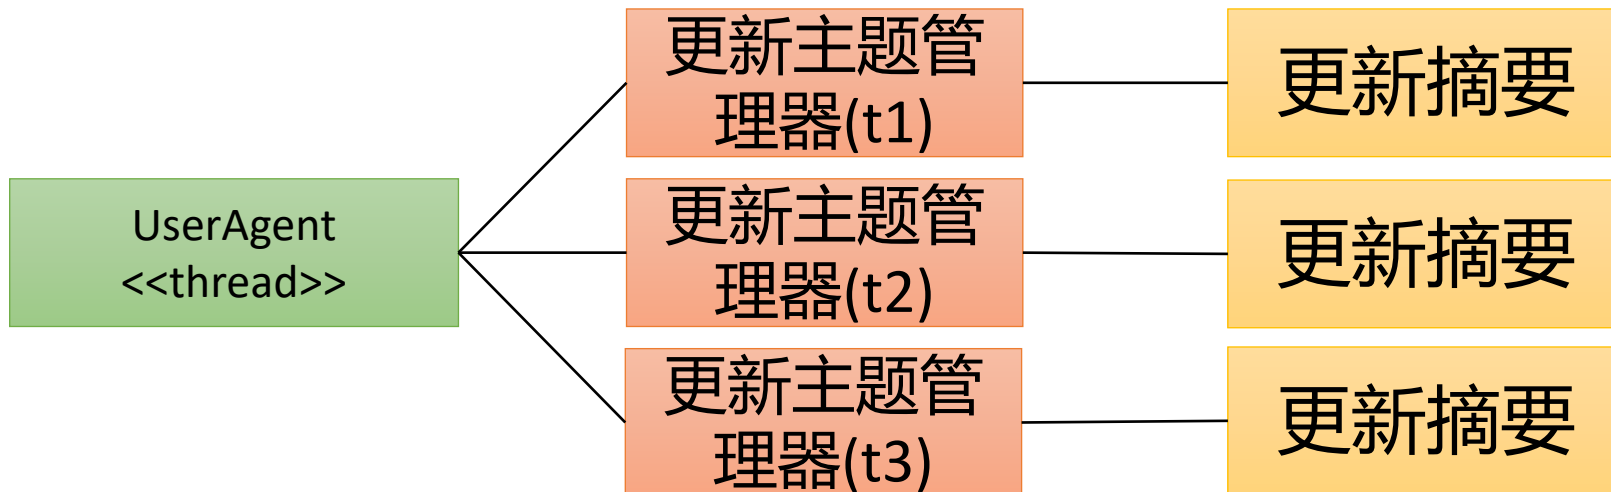 更新主题管
理器(t1)
更新摘要
UserAgent
<<thread>>
更新主题管
理器(t2)
更新摘要
更新主题管
理器(t3)
更新摘要